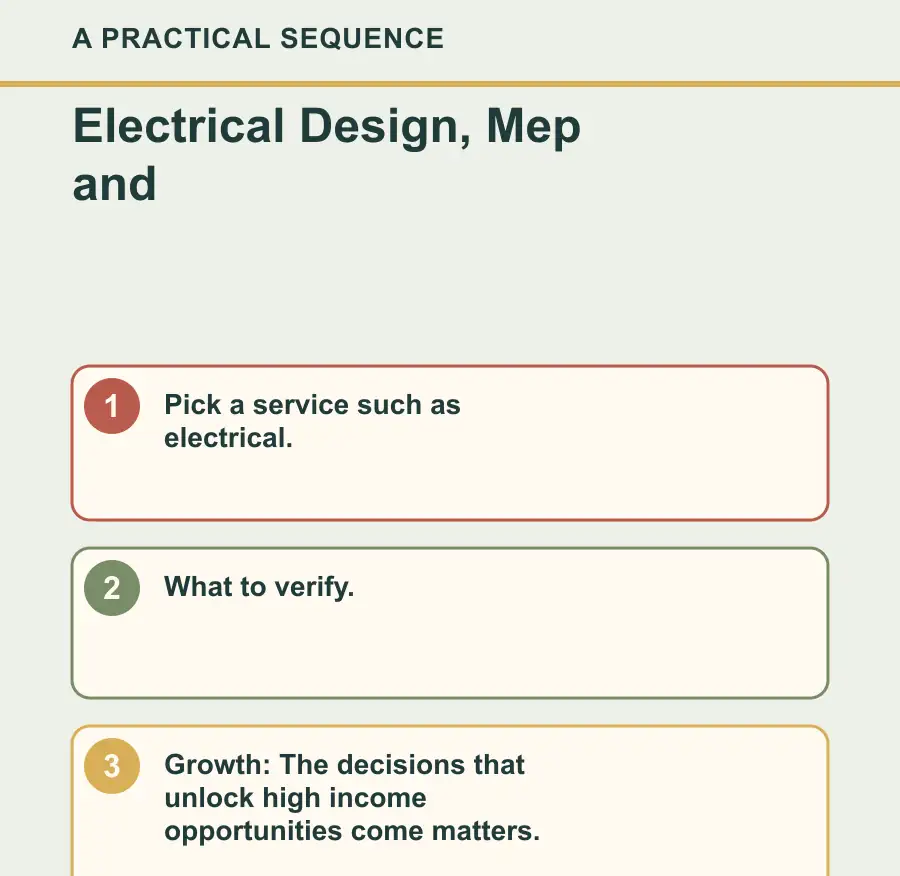 A PRACTICAL SEQUENCE
Electrical Design, Mep
and
1
Pick a service such as
electrical.
2
What to verify.
3
Growth: The decisions that
unlock high income
opportunities come matters.